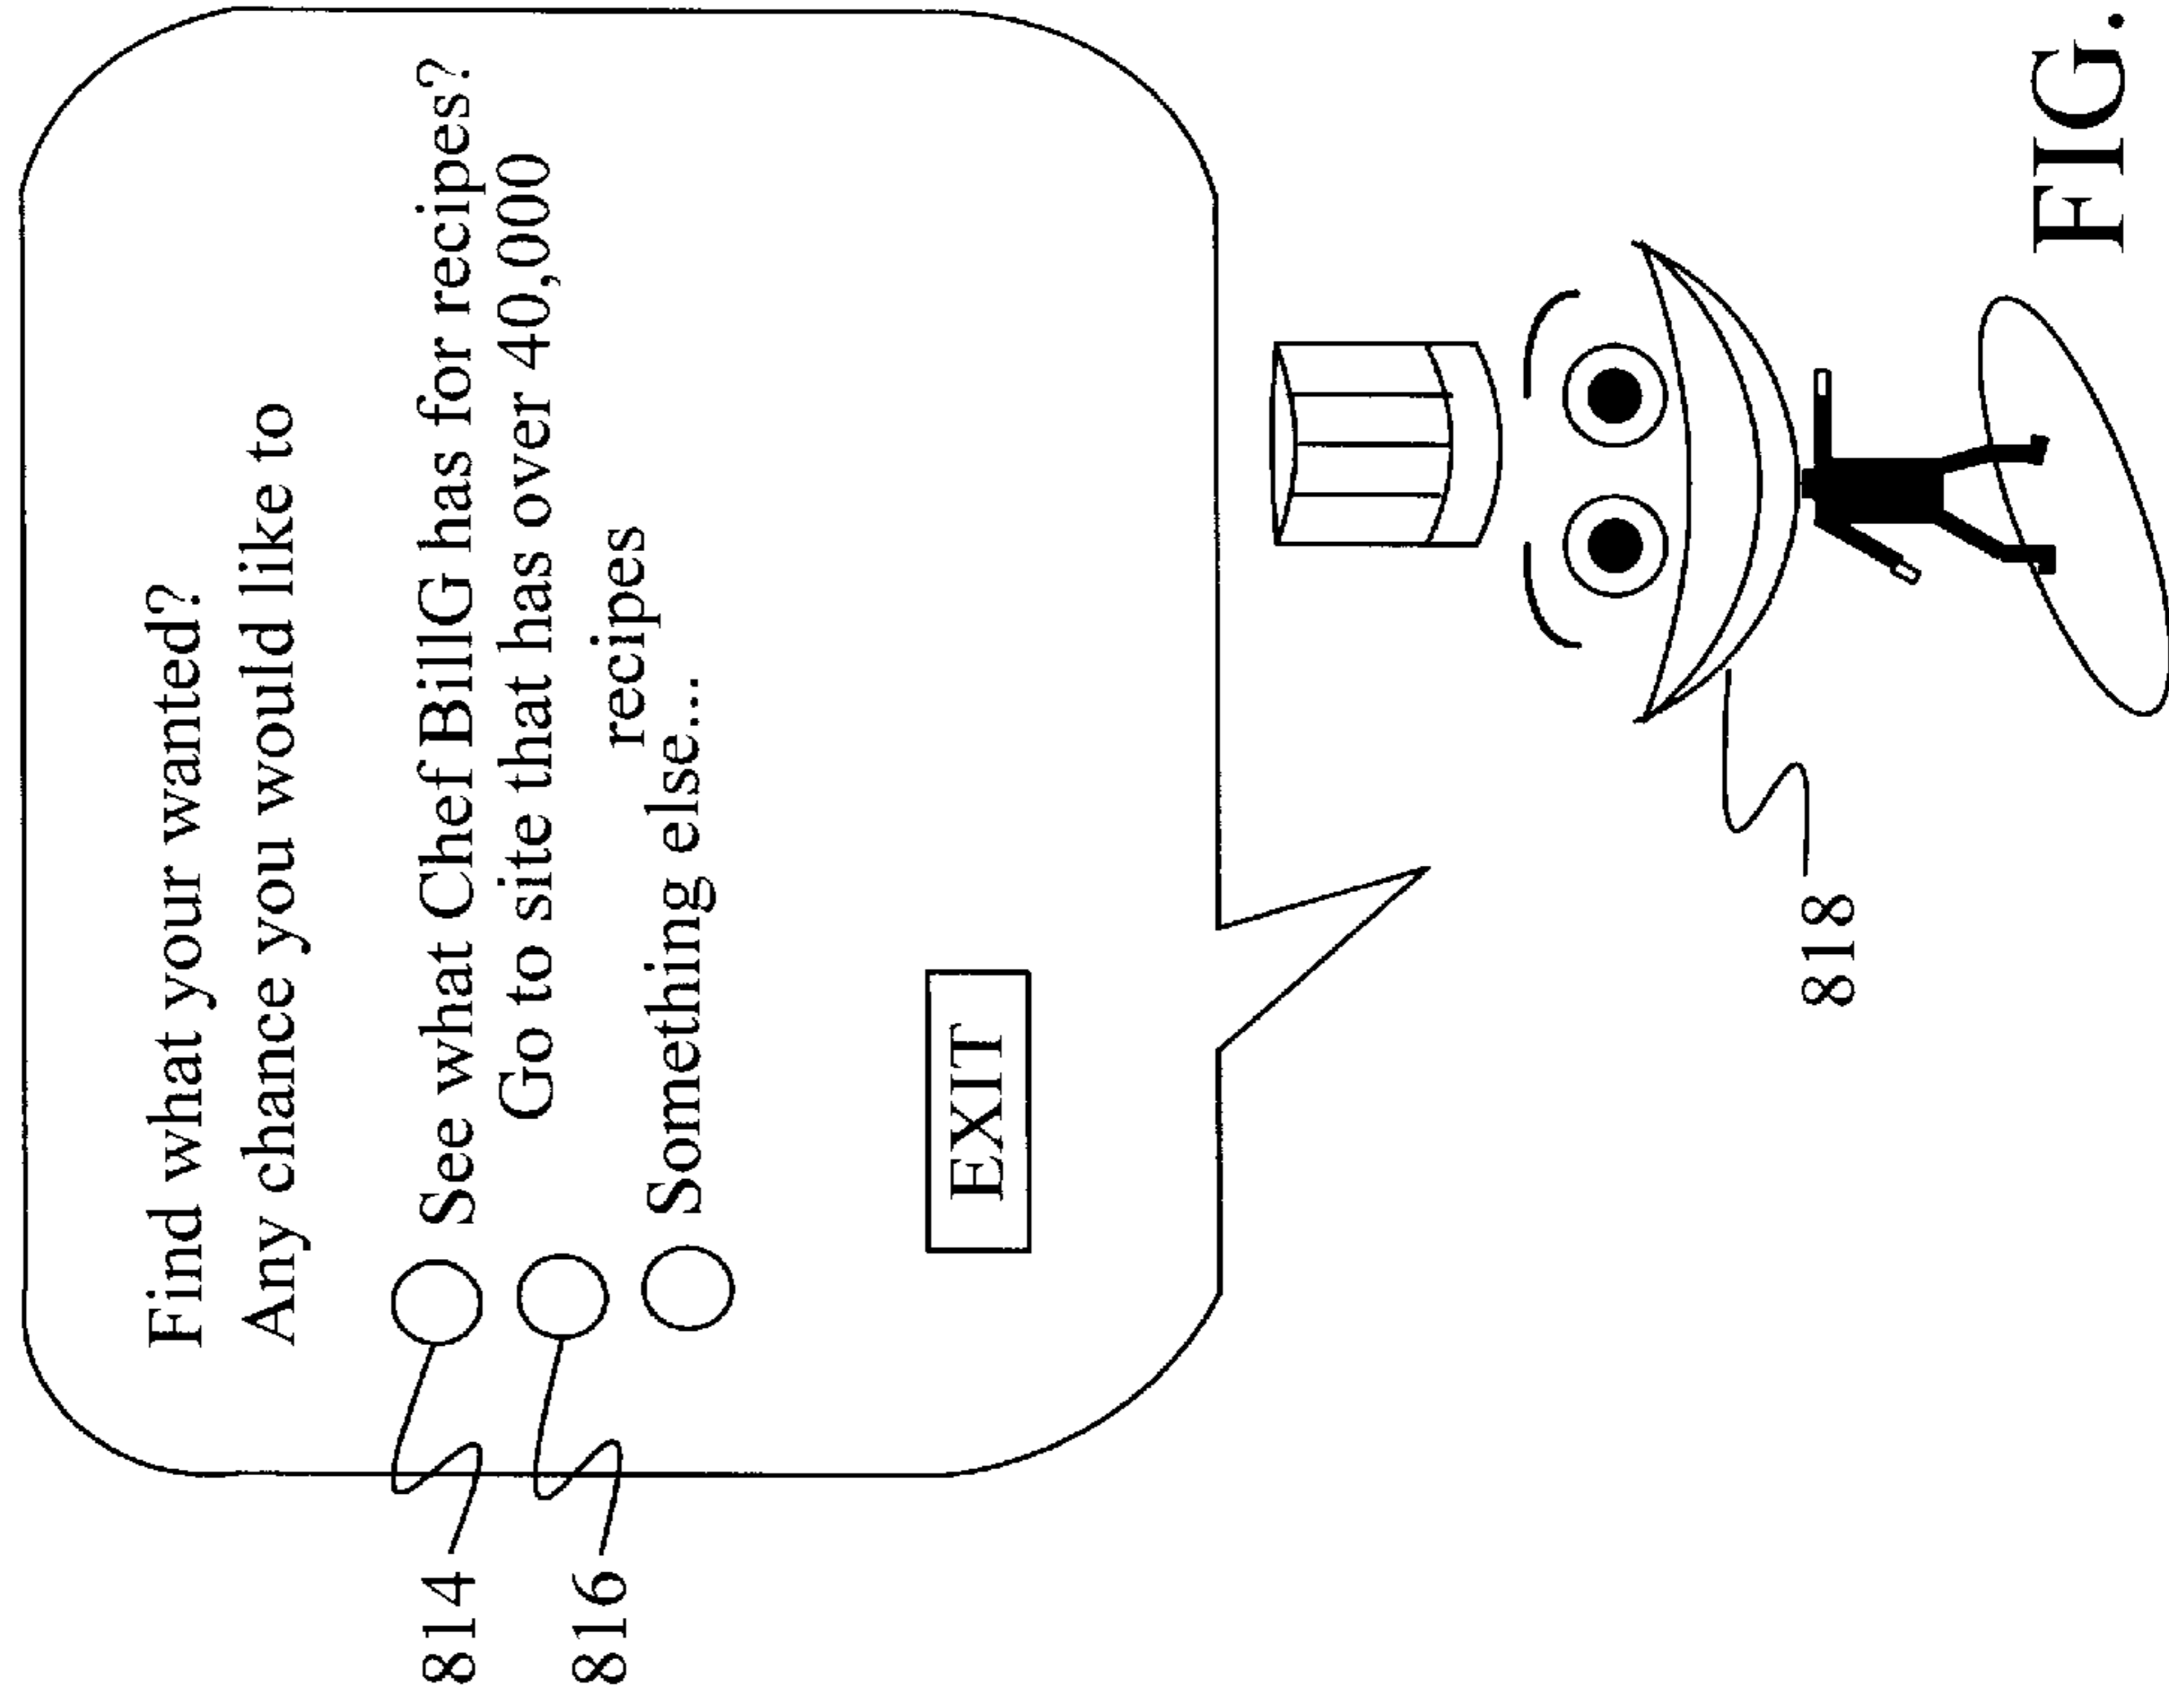 Find what your wanted?
Any chance you would like to
814
See what Chef BillG has for recipes?
816
Go to site that has over 40,000
recipes
Something else...
EXIT
818
FIG.